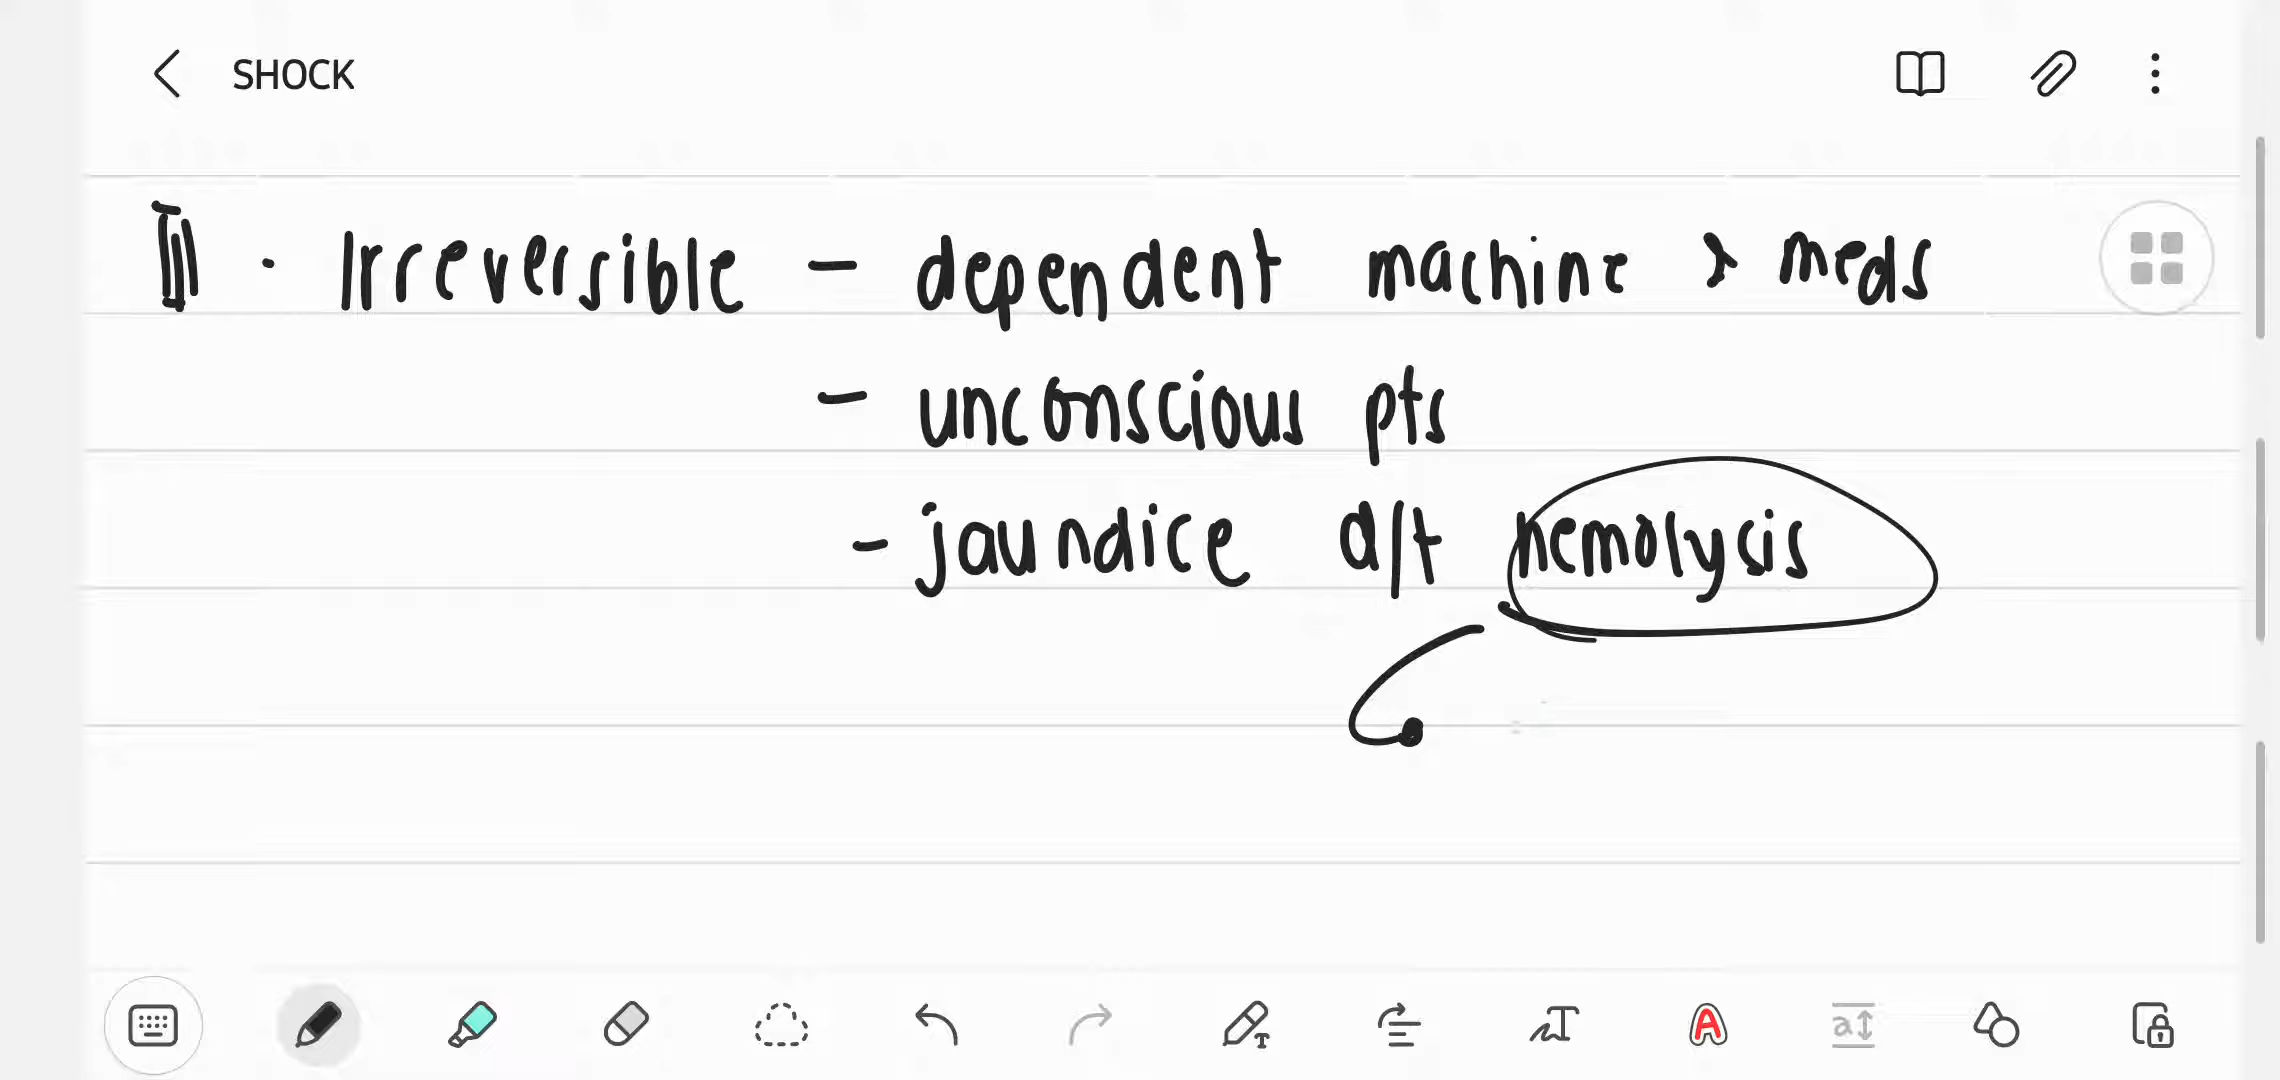 SHOCK
III. Irreversible - dependent machine & meds
- unconscious pts
- jaundice d/t hemolysis